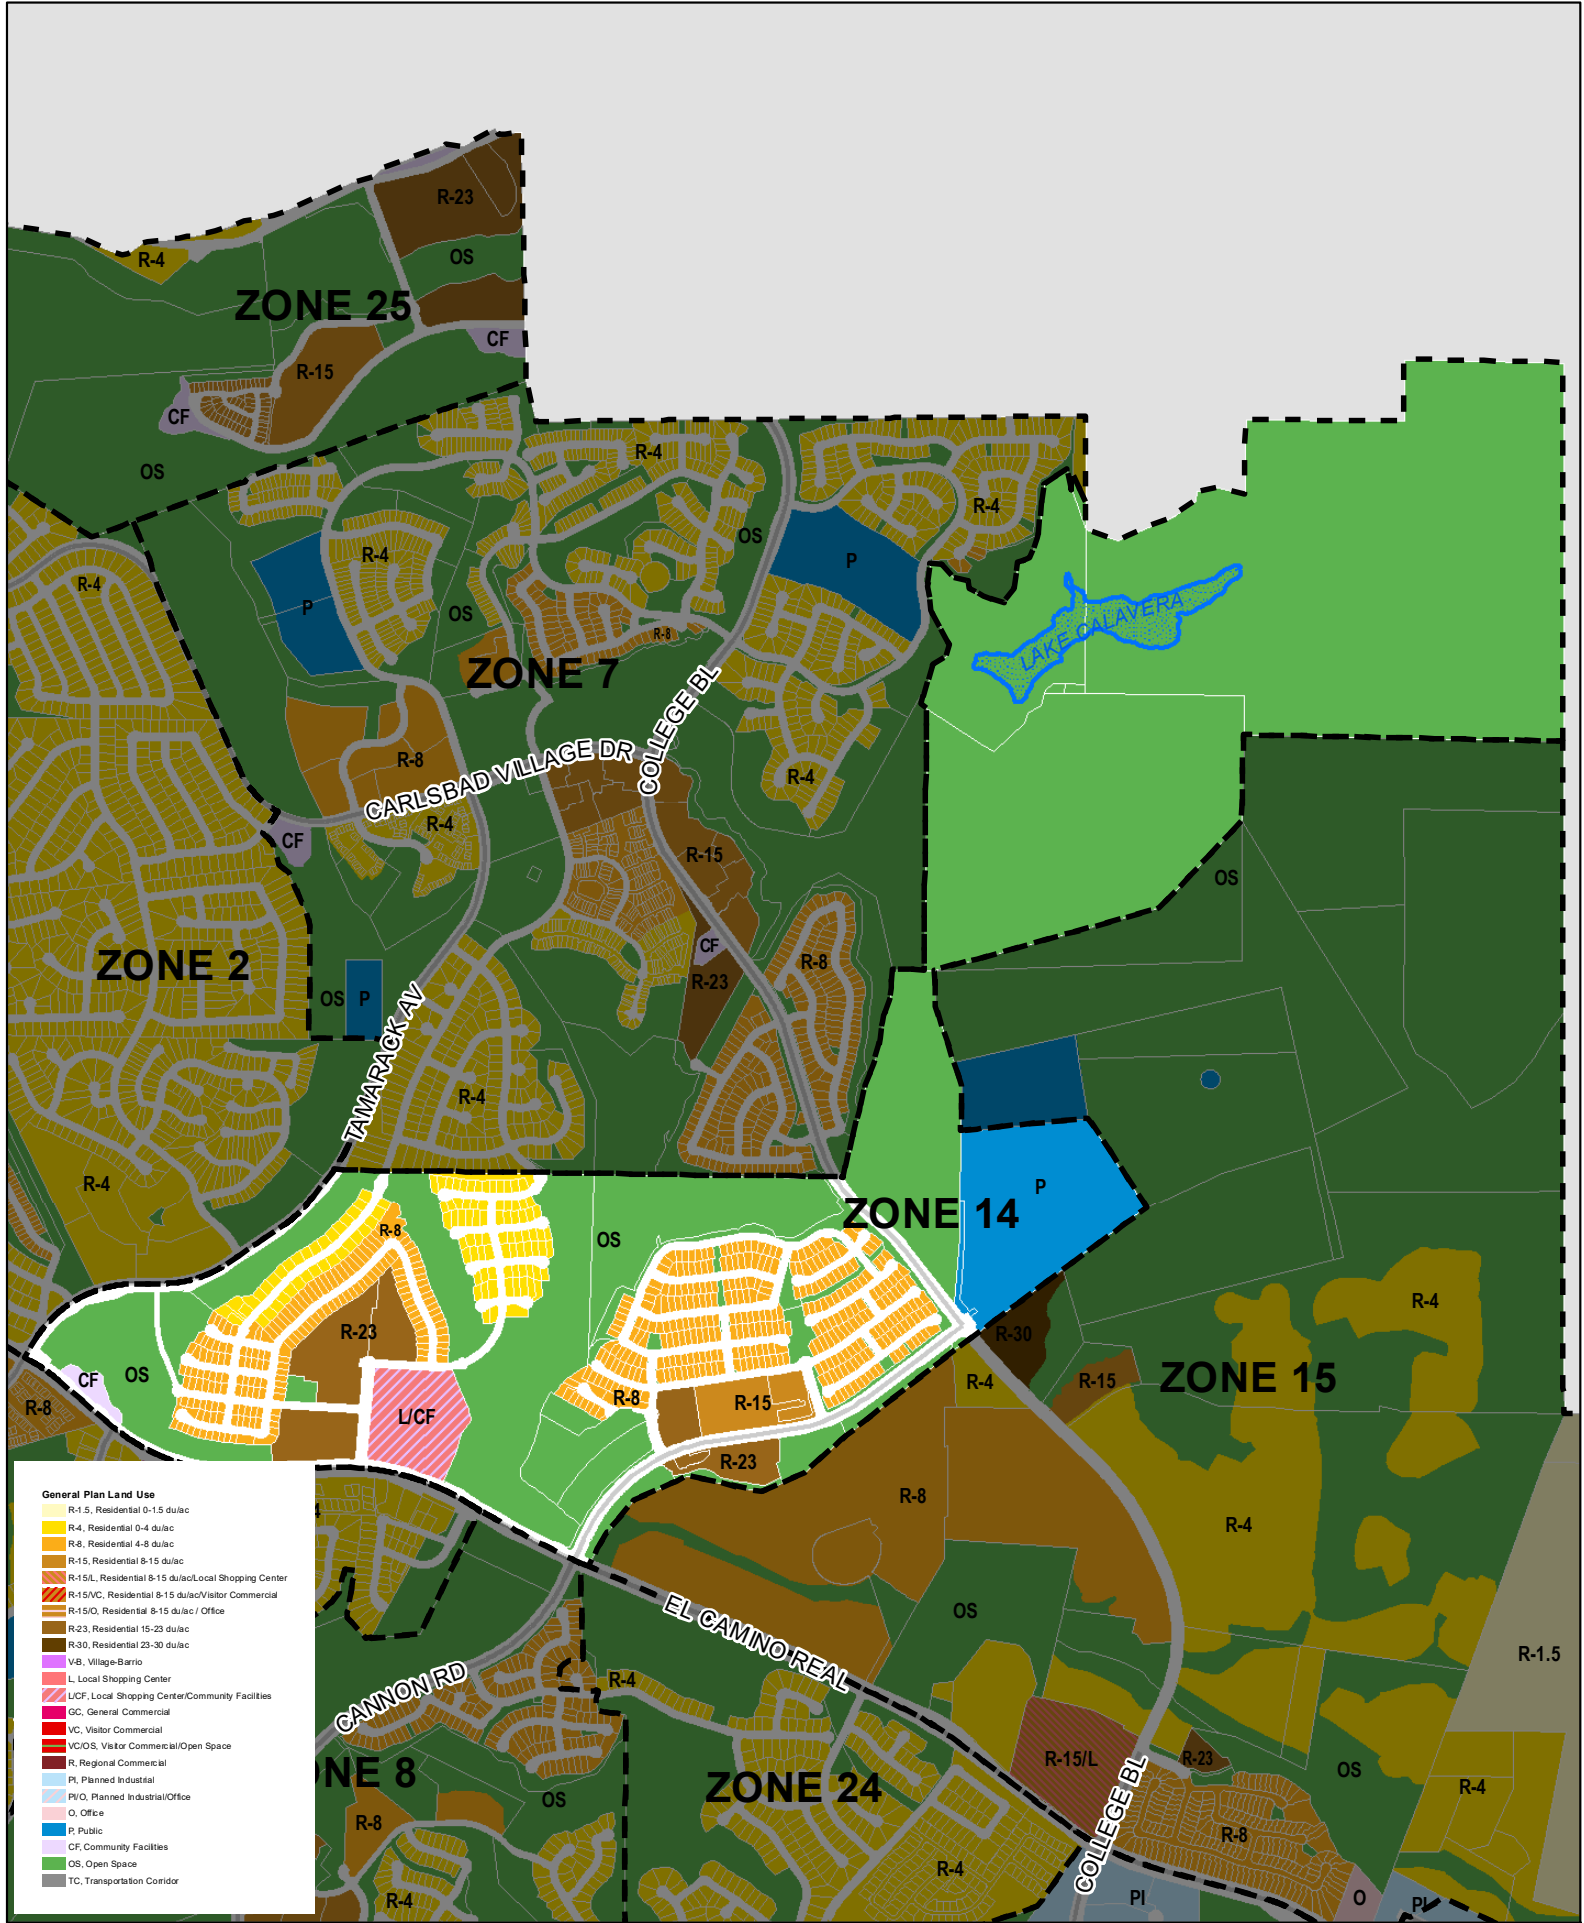 R-23
OS
R-4
ZONE 25
CF
R-15
CF
R-4
OS
R-4
OS
P
R-4
R-4
P
OS
R-8
LAKE CALAVERA
ZONE 7
COLLEGE BL
CARLSBAD VILLAGE DR
R-8
R-4
R-4
CF
R-15
OS
CF
R-8
ZONE 2
R-23
OS
P
TAMARACK AV
R-4
R-4
P
ZONE 14
R-8
OS
R-4
R-23
R-30
OS
CF
R-4
R-15
ZONE 15
R-8
R-8
R-15
L/CF
R-23
R-8
R-4
4
General Plan Land Use
R-1.5, Residential 0-1.5 du/ac
R-4, Residential 0-4 du/ac
R-8, Residential 4-8 du/ac
R-15, Residential 8-15 du/ac
R-15/L, Residential 8-15 du/ac/Local Shopping Center
R-15/VC, Residential 8-15 du/ac/Visitor Commercial
R-15/O, Residential 8-15 du/ac / Office
R-23, Residential 15-23 du/ac
R-30, Residential 23-30 du/ac
V-B, Village-Barrio
L, Local Shopping Center
L/CF, Local Shopping Center/Community Facilities
GC, General Commercial
VC, Visitor Commercial
VC/OS, Visitor Commercial/Open Space
R, Regional Commercial
PI, Planned Industrial
PI/O, Planned Industrial/Office
O, Office
P, Public
CF, Community Facilities
OS, Open Space
TC, Transportation Corridor
EL CAMINO REAL
OS
R-1.5
CANNON RD
R-4
R-15/L
R-23
OS
NE 8
ZONE 24
OS
R-4
R-8
COLLEGE BL
R-8
R-4
R-4
PI
O
PI